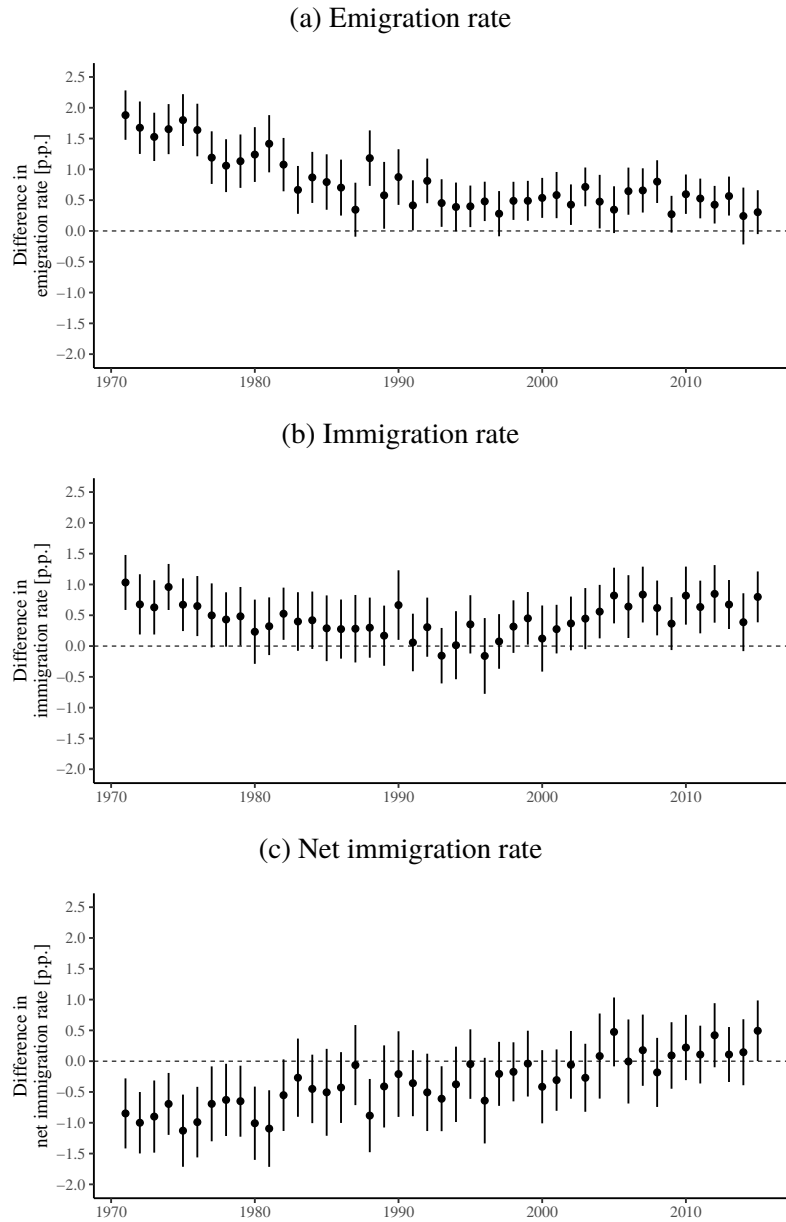 (a) Emigration rate
2.5
2.0
1.5
1.0
0.5
0.0
−0.5
−1.0
−1.5
−2.0
Difference in
emigration rate [p.p.]
1970 1980 1990 2000 2010
(b) Immigration rate
2.5
2.0
1.5
1.0
0.5
0.0
−0.5
−1.0
−1.5
−2.0
Difference in
immigration rate [p.p.]
1970 1980 1990 2000 2010
(c) Net immigration rate
2.5
2.0
1.5
1.0
0.5
0.0
−0.5
−1.0
−1.5
−2.0
Difference in
net immigration rate [p.p.]
1970 1980 1990 2000 2010